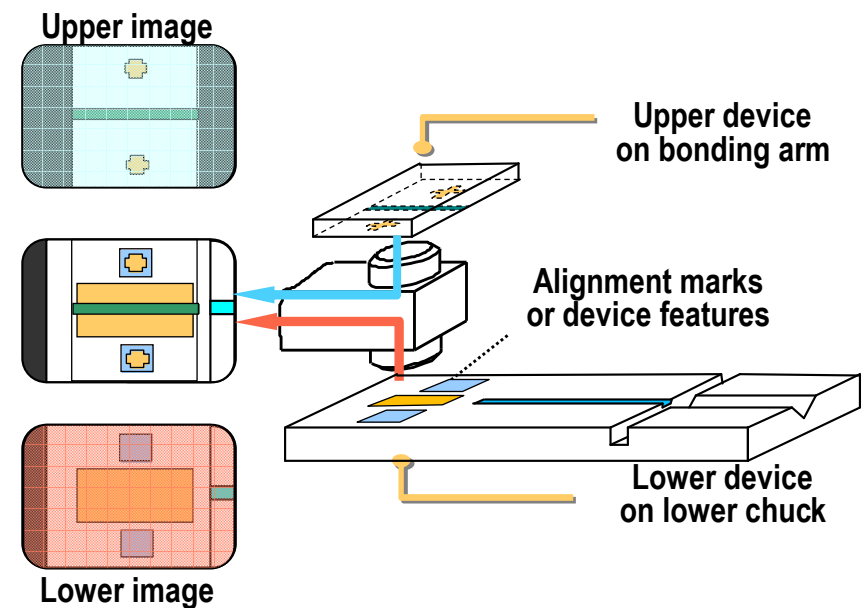 Upper image
Upper device
on bonding arm
Alignment marks
or device features
Lower device
on lower chuck
Lower image